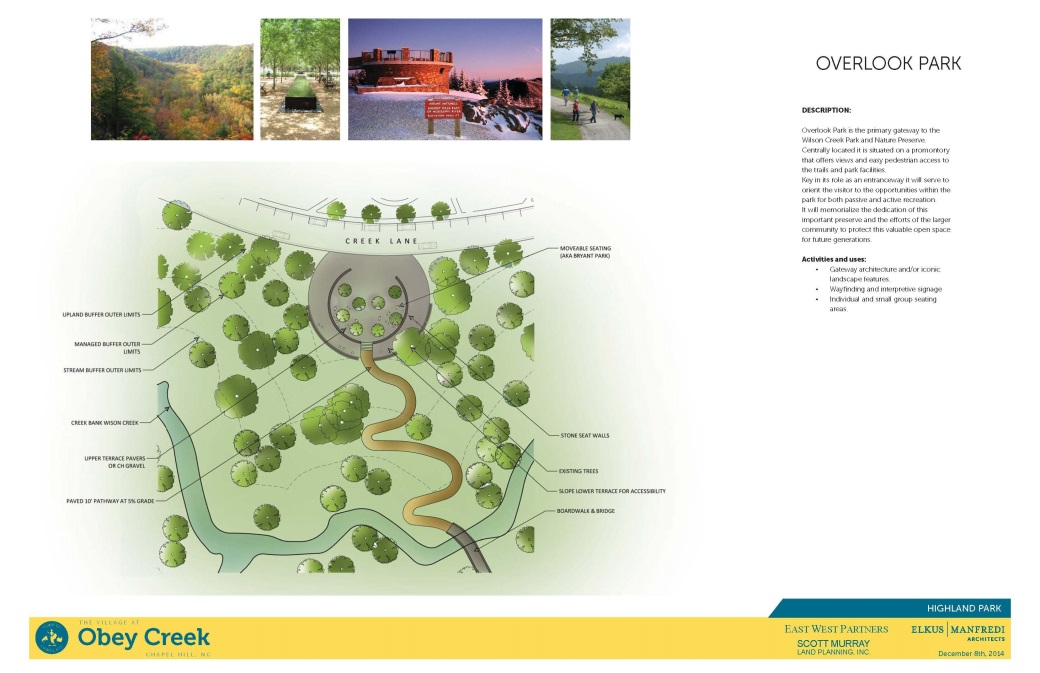 OVERLOOK PARK
DESCRIPTION:
Overlook Park is the primary gateway to the
Wilson Creek Park and Nature Preserve.
Centrally located it is situated on a promontory
that offers views and easy pedestrian access to
the trails and park facilities.
Key in its role as an entranceway it will serve to
orient the visitor to the opportunities within the
park for both passive and active recreation.
It will memorialize the dedication of this
important preserve and the efforts of the larger
community to protect this valuable open space
for future generations.
Activities and uses:
• Gateway architecture and/or iconic
landscape features.
• Wayfinding and interpretive signage
• Individual and small group seating
areas.
CREEK LANE
MOVEABLE SEATING
(AKA BRYANT PARK)
UPLAND BUFFER OUTER LIMITS
MANAGED BUFFER OUTER
LIMITS
STREAM BUFFER OUTER LIMITS
CREEK BANK WISON CREEK
UPPER TERRACE PAVERS
OR CH GRAVEL
PAVED 10' PATHWAY AT 5% GRADE
STONE SEAT WALLS
EXISTING TREES
SLOPE LOWER TERRACE FOR ACCESSIBILITY
BOARDWALK & BRIDGE
HIGHLAND PARK
THE VILLAGE AT
Obey Creek
CHAPEL HILL, NC
EAST WEST PARTNERS
SCOTT MURRAY
LAND PLANNING, INC.
ELKUS | MANFREDI
ARCHITECTS
December 8th, 2014